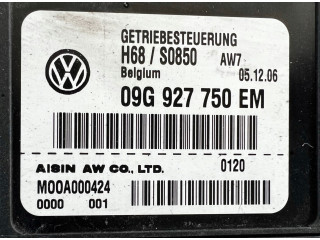 GETRIEBESTEUERUNG
H68 / S0850 AW7
Belgium 05.12.06
09G 927 750 EM
AISIN AW CO., LTD. 0120
M00A000424
0000 001